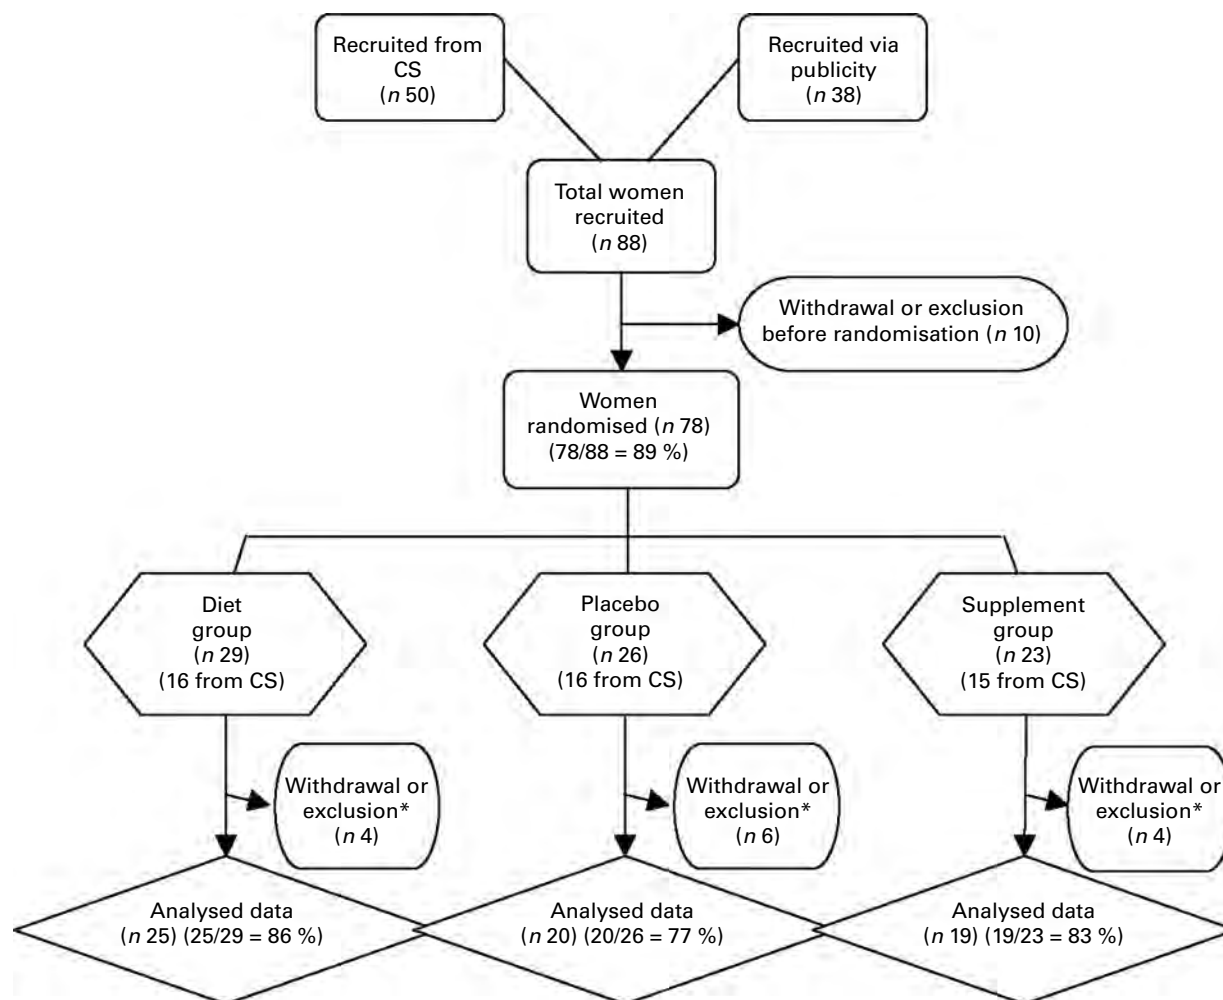 Recruited from
CS
(n 50)
Recruited via
publicity
(n 38)
Total women
recruited
(n 88)
Withdrawal or exclusion
before randomisation (n 10)
Women
randomised (n 78)
(78/88 = 89 %)
Diet
group
(n 29)
(16 from CS)
Placebo
group
(n 26)
(16 from CS)
Supplement
group
(n 23)
(15 from CS)
Withdrawal or
exclusion*
(n 4)
Withdrawal or
exclusion*
(n 6)
Withdrawal or
exclusion*
(n 4)
Analysed data
(n 25) (25/29 = 86 %)
Analysed data
(n 20) (20/26 = 77 %)
Analysed data
(n 19) (19/23 = 83 %)